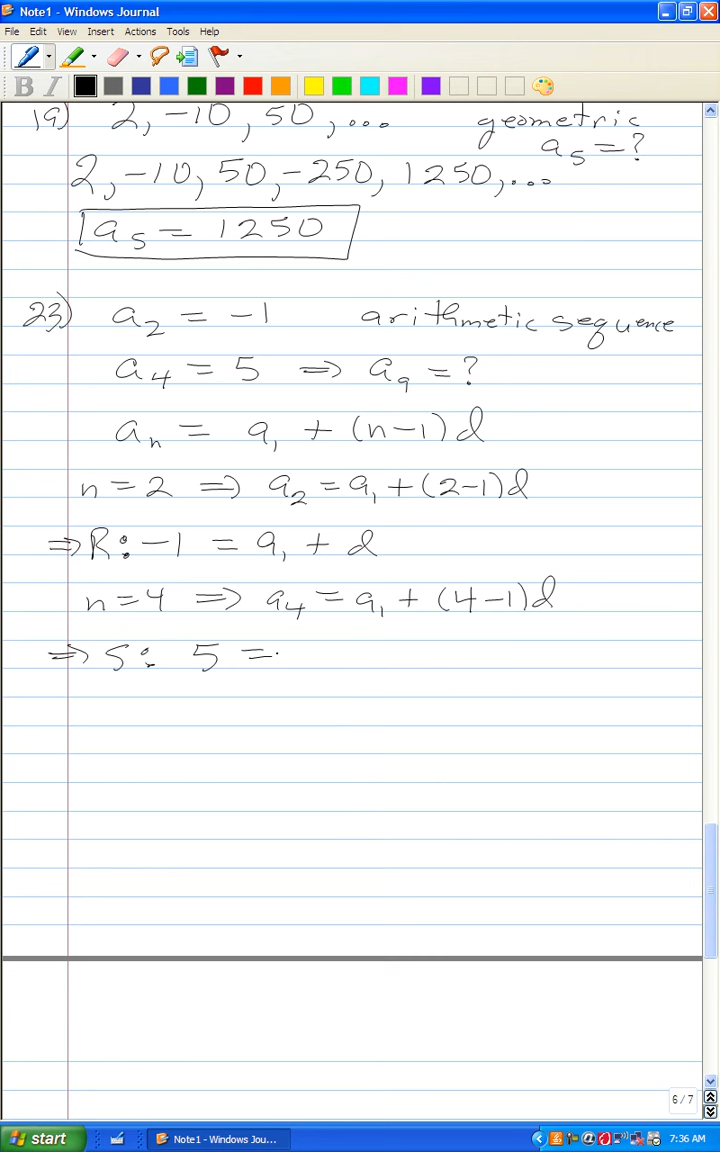 Note1 - Windows Journal
File Edit View Insert Actions Tools Help
B I
19) 2, -10, 50, ... geometric
a₅ = ?
2, -10, 50, -250, 1250, ...
a₅ = 1250
23) a₂ = -1 arithmetic sequence
a₄ = 5 ⇒ a₉ = ?
aₙ = a₁ + (n-1)d
n = 2 ⇒ a₂ = a₁ + (2-1)d
⇒ R: -1 = a₁ + d
n = 4 ⇒ a₄ = a₁ + (4-1)d
⇒ S: 5 =
6 / 7
start Note1 - Windows Jou... 7:36 AM